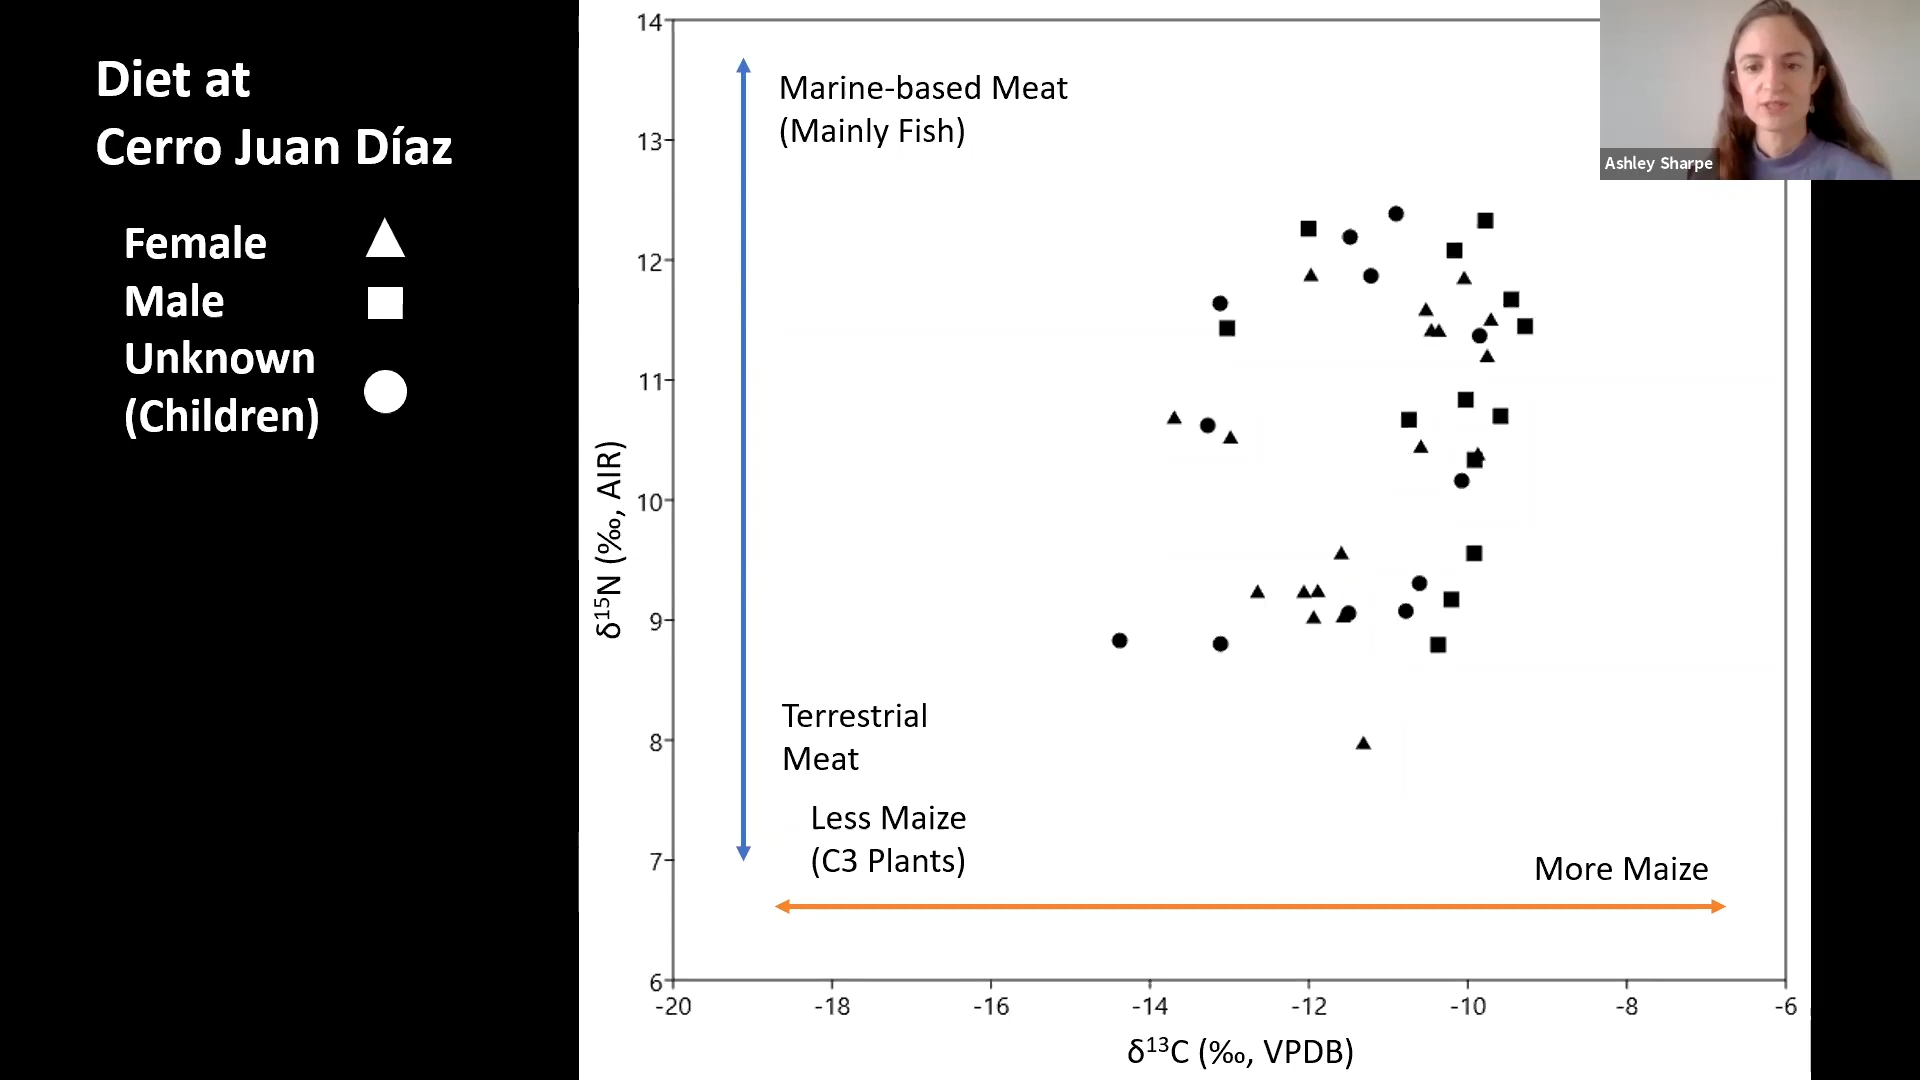 Diet at
Cerro Juan Díaz
Female
Male
Unknown
(Children)
14
13
12
11
10
9
8
7
6
δ¹⁵N (‰, AIR)
Marine-based Meat
(Mainly Fish)
Terrestrial
Meat
Less Maize
(C3 Plants)
More Maize
-20
-18
-16
-14
-12
-10
-8
-6
δ¹³C (‰, VPDB)
Ashley Sharpe